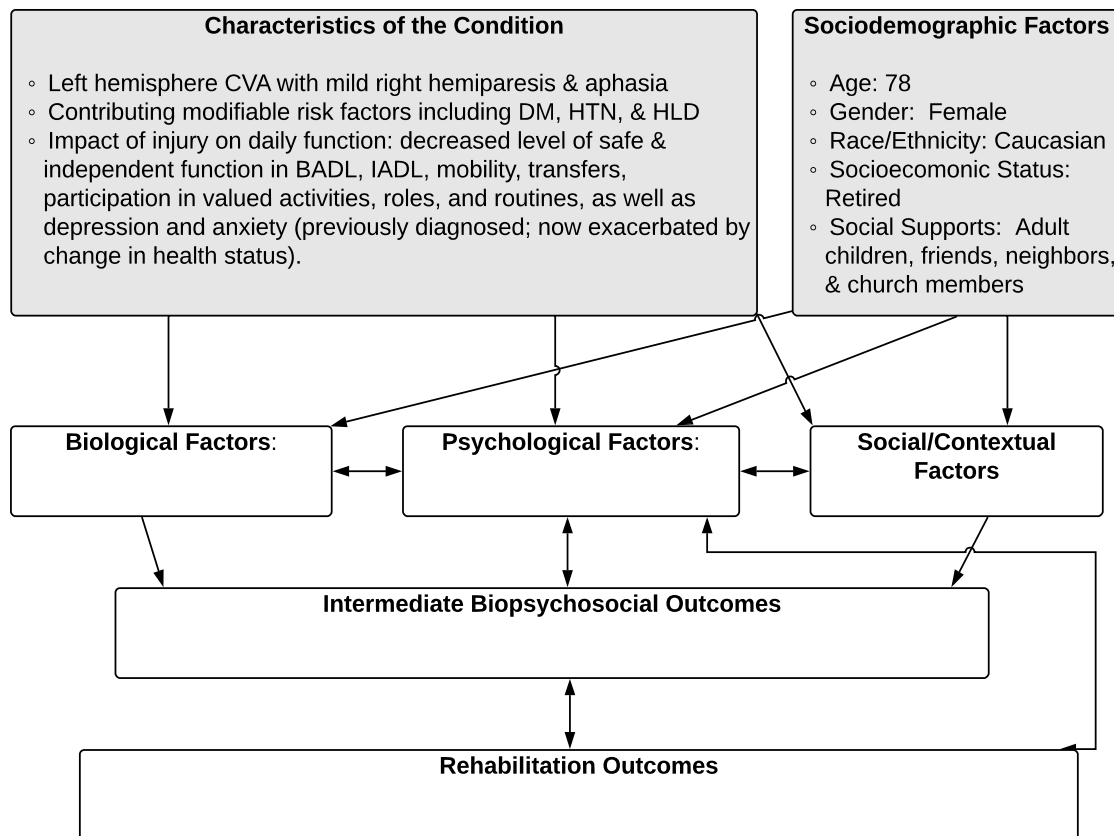 Characteristics of the Condition
◦ Left hemisphere CVA with mild right hemiparesis & aphasia
◦ Contributing modifiable risk factors including DM, HTN, & HLD
◦ Impact of injury on daily function: decreased level of safe &
independent function in BADL, IADL, mobility, transfers,
participation in valued activities, roles, and routines, as well as
depression and anxiety (previously diagnosed; now exacerbated by
change in health status).
Sociodemographic Factors
◦ Age: 78
◦ Gender:  Female
◦ Race/Ethnicity: Caucasian
◦ Socioecomonic Status:
Retired
◦ Social Supports:  Adult
children, friends, neighbors,
& church members
Biological Factors:
Psychological Factors:
Social/Contextual
Factors
Intermediate Biopsychosocial Outcomes
Rehabilitation Outcomes